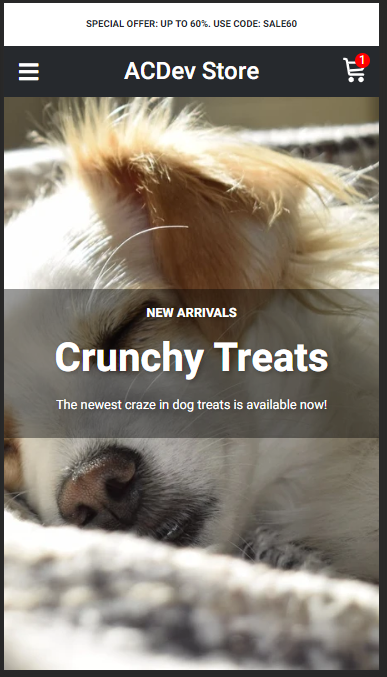 SPECIAL OFFER: UP TO 60%. USE CODE: SALE60
ACDev Store
1
NEW ARRIVALS
Crunchy Treats
The newest craze in dog treats is available now!